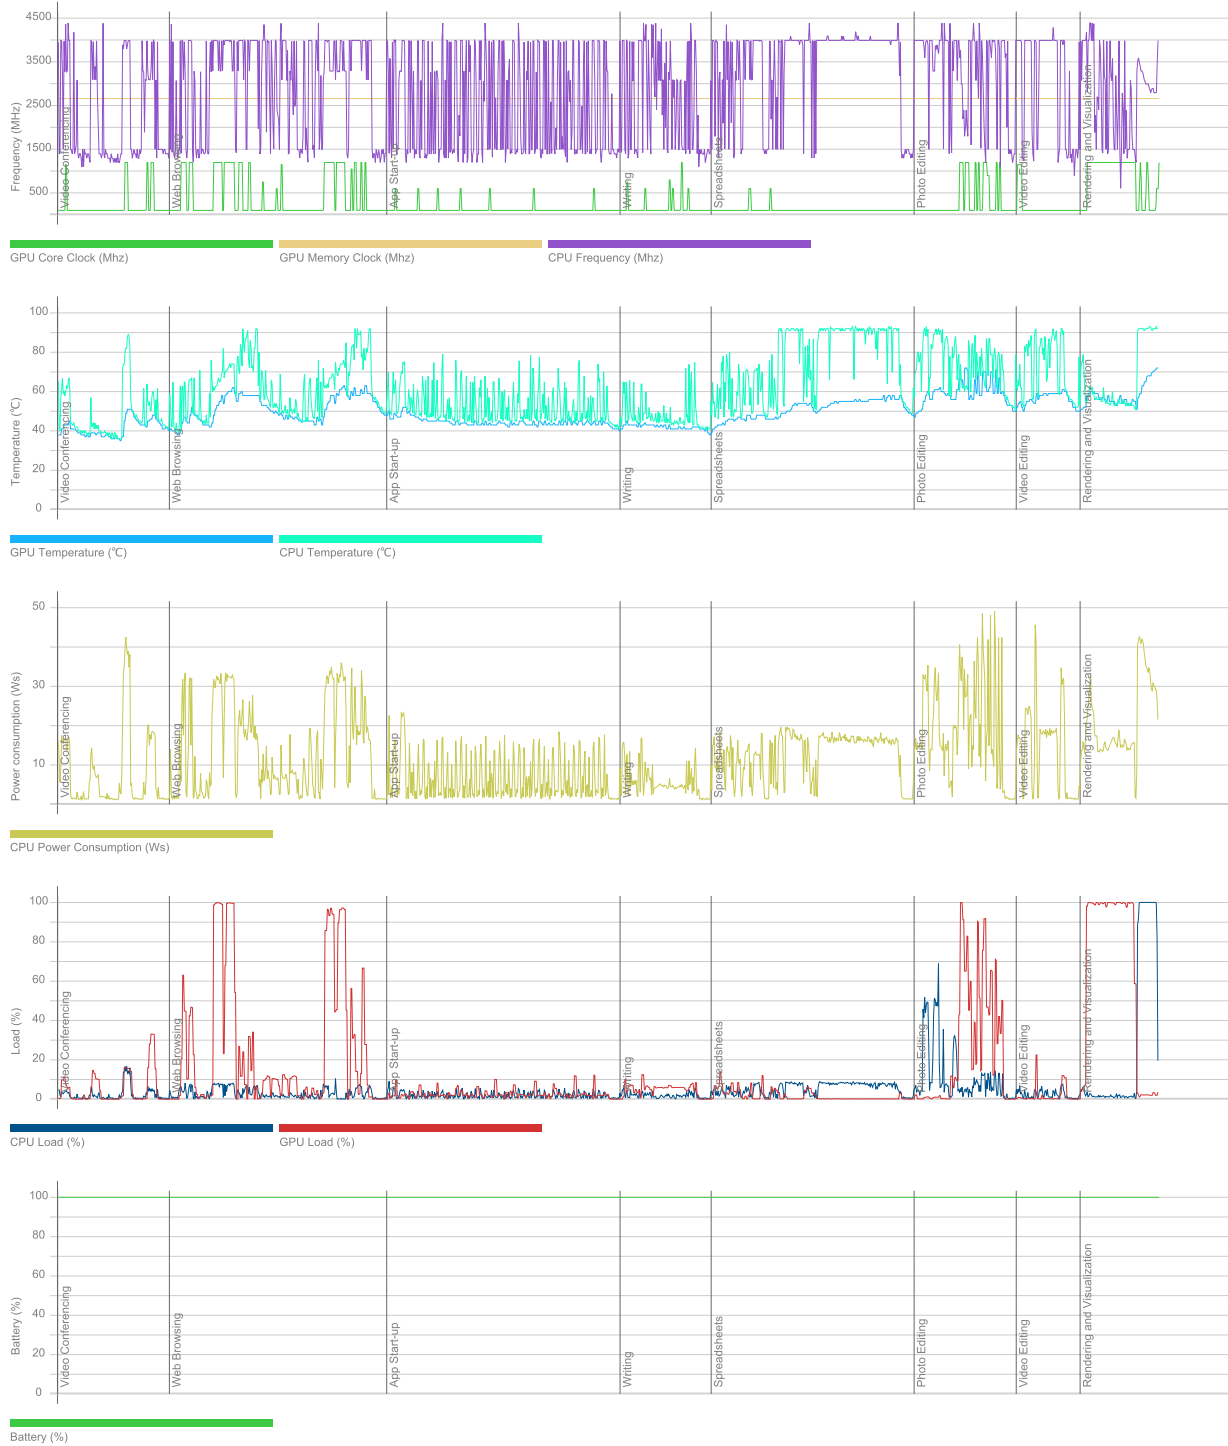 4500
3500
2500
1500
500
Frequency (MHz)
Video Conferencing
Web Browsing
App Start-up
Writing
Spreadsheets
Photo Editing
Video Editing
Rendering and Visualization
GPU Core Clock (Mhz)
GPU Memory Clock (Mhz)
CPU Frequency (Mhz)
100
80
60
40
20
0
Temperature (°C)
Video Conferencing
Web Browsing
App Start-up
Writing
Spreadsheets
Photo Editing
Video Editing
Rendering and Visualization
GPU Temperature (°C)
CPU Temperature (°C)
50
30
10
Power consumption (Ws)
Video Conferencing
Web Browsing
App Start-up
Writing
Spreadsheets
Photo Editing
Video Editing
Rendering and Visualization
CPU Power Consumption (Ws)
100
80
60
40
20
0
Load (%)
Video Conferencing
Web Browsing
App Start-up
Writing
Spreadsheets
Photo Editing
Video Editing
Rendering and Visualization
CPU Load (%)
GPU Load (%)
100
80
60
40
20
0
Battery (%)
Video Conferencing
Web Browsing
App Start-up
Writing
Spreadsheets
Photo Editing
Video Editing
Rendering and Visualization
Battery (%)